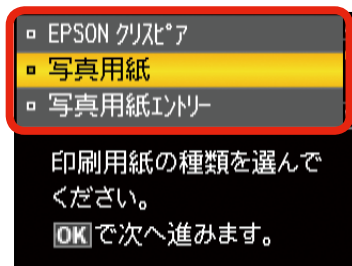 EPSON クリスピア
写真用紙
写真用紙エントリー
印刷用紙の種類を選んで
ください。
OKで次へ進みます。